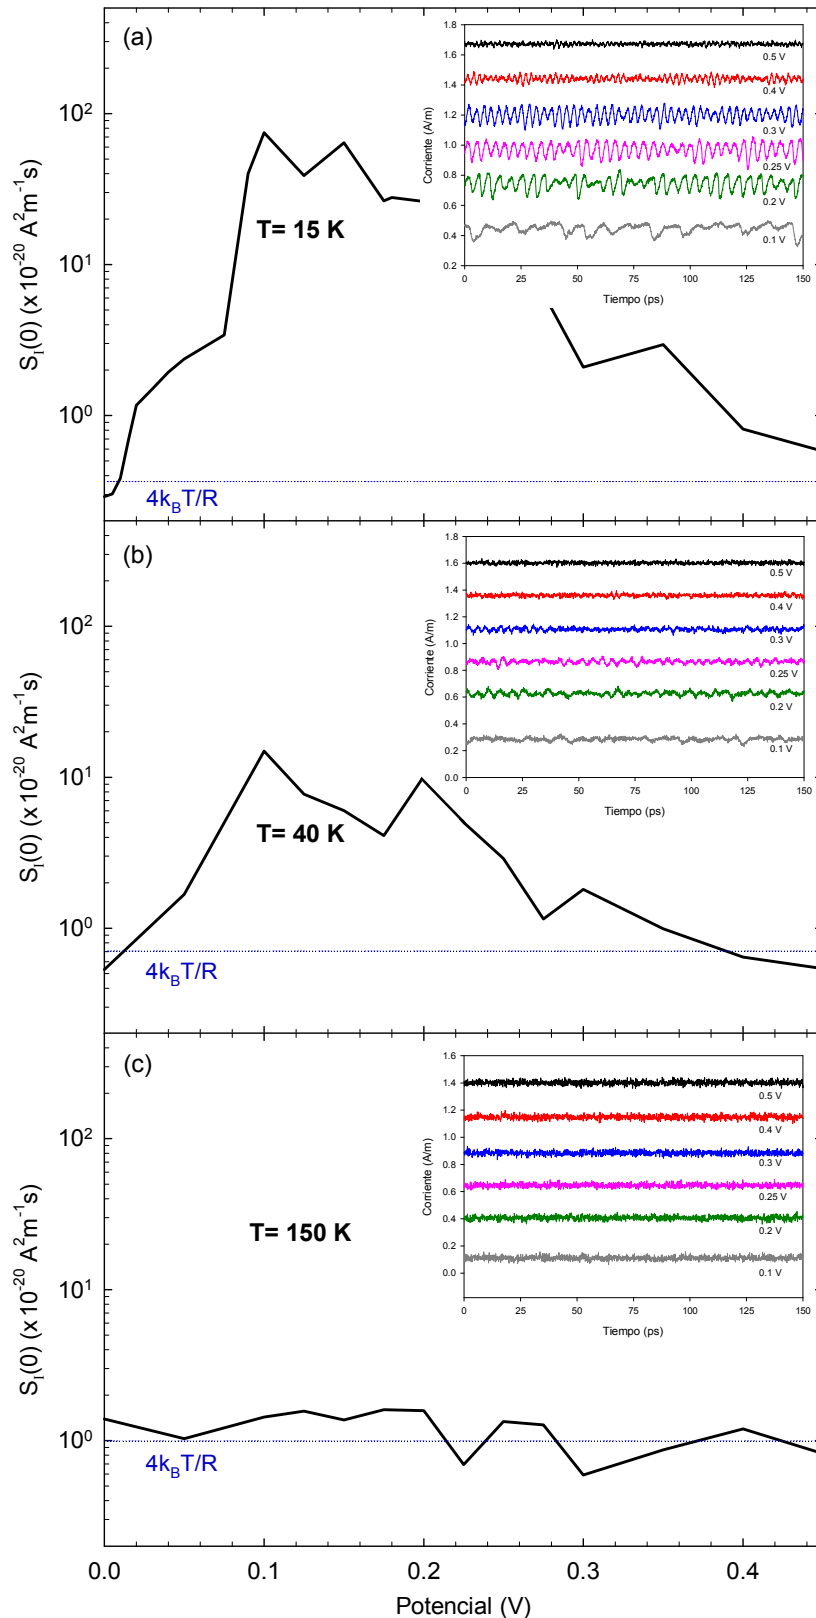 (a)
10²
10¹
10⁰
S_I(0) (x10⁻²⁰ A²m⁻¹s)
T= 15 K
4k_BT/R
1.8
1.6
1.4
1.2
1.0
0.8
0.6
0.4
0.2
Corriente (A/m)
0.5 V
0.4 V
0.3 V
0.25 V
0.2 V
0.1 V
0 25 50 75 100 125 150
Tiempo (ps)
(b)
10²
10¹
10⁰
S_I(0) (x10⁻²⁰ A²m⁻¹s)
T= 40 K
4k_BT/R
1.8
1.6
1.4
1.2
1.0
0.8
0.6
0.4
0.2
0.0
Corriente (A/m)
0.5 V
0.4 V
0.3 V
0.25 V
0.2 V
0.1 V
0 25 50 75 100 125 150
Tiempo (ps)
(c)
10²
10¹
10⁰
S_I(0) (x10⁻²⁰ A²m⁻¹s)
T= 150 K
4k_BT/R
1.6
1.4
1.2
1.0
0.8
0.6
0.4
0.2
0.0
Corriente (A/m)
0.5 V
0.4 V
0.3 V
0.25 V
0.2 V
0.1 V
0 25 50 75 100 125 150
Tiempo (ps)
0.0 0.1 0.2 0.3 0.4
Potencial (V)